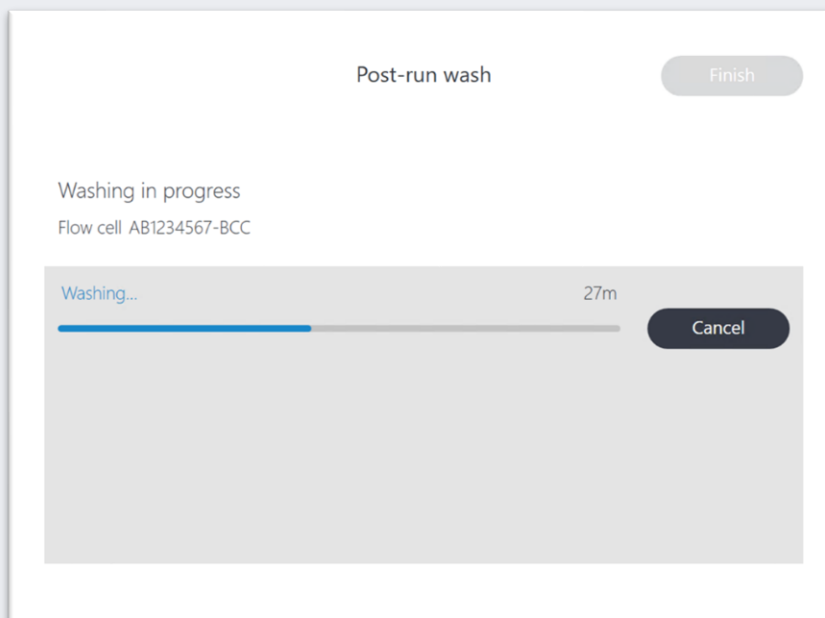 Post-run wash
Finish
Washing in progress
Flow cell AB1234567-BCC
Washing...
27m
Cancel